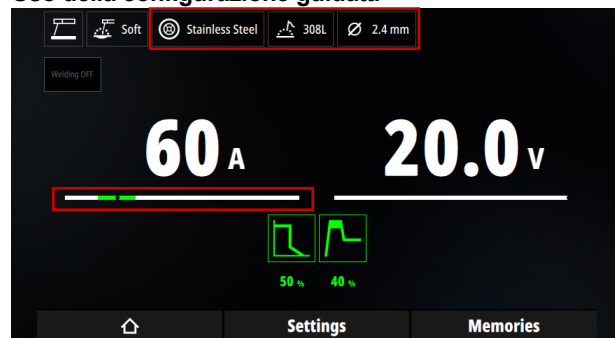 Uso della configurazione guidata
Soft Stainless Steel 308L Ø 2.4 mm
Welding OFF
60 A 20.0 V
50 % 40 %
Settings Memories